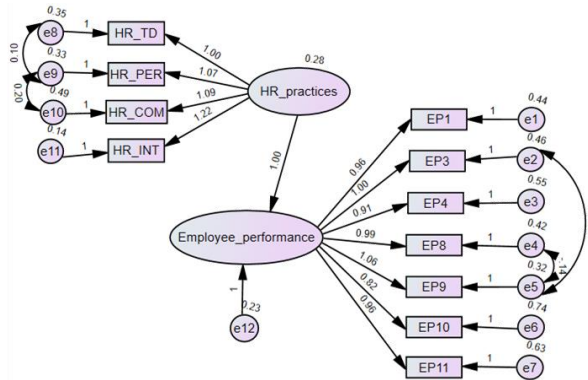 0.35
e8
1
HR_TD
0.10
0.33
e9
1
HR_PER
0.20
0.49
e10
1
HR_COM
0.14
e11
1
HR_INT
1.00
1.07
1.09
1.22
0.28
HR_practices
1.00
Employee_performance
1
0.23
e12
0.96
EP1
1
0.44
e1
1.00
EP3
1
0.46
e2
0.91
EP4
1
0.55
e3
0.99
EP8
1
0.42
e4
-.14
1.06
EP9
1
0.32
e5
0.82
EP10
1
0.74
e6
0.96
EP11
1
0.63
e7